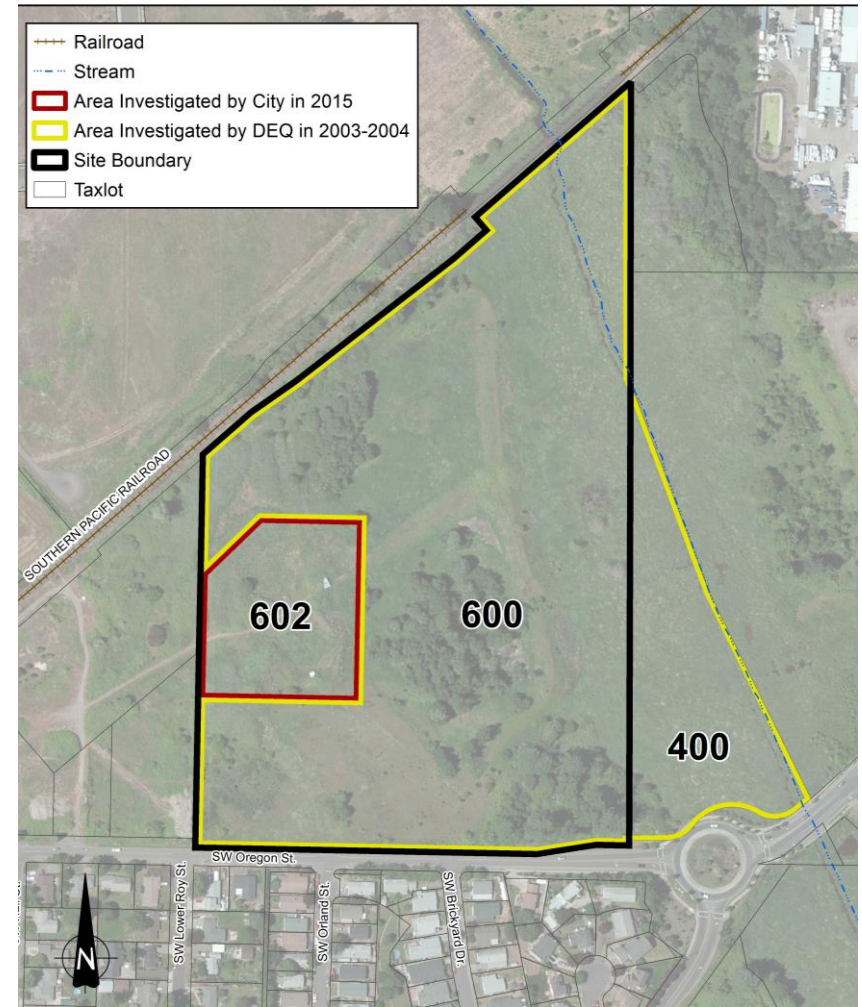 Railroad
Stream
Area Investigated by City in 2015
Area Investigated by DEQ in 2003-2004
Site Boundary
Taxlot
SOUTHERN PACIFIC RAILROAD
602
600
400
SW Oregon St.
SW Lower Roy St.
SW Orland St.
SW Brickyard Dr.
N